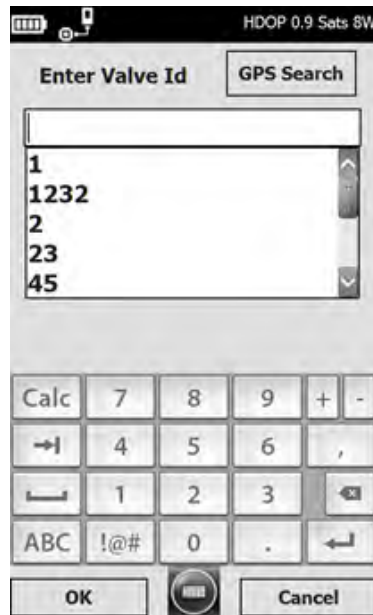 HDOP 0.9 Sats 8W
Enter Valve Id
GPS Search
1
1232
2
23
45
Calc 7 8 9 + -
4 5 6 ,
1 2 3
ABC !@# 0 .
OK
Cancel